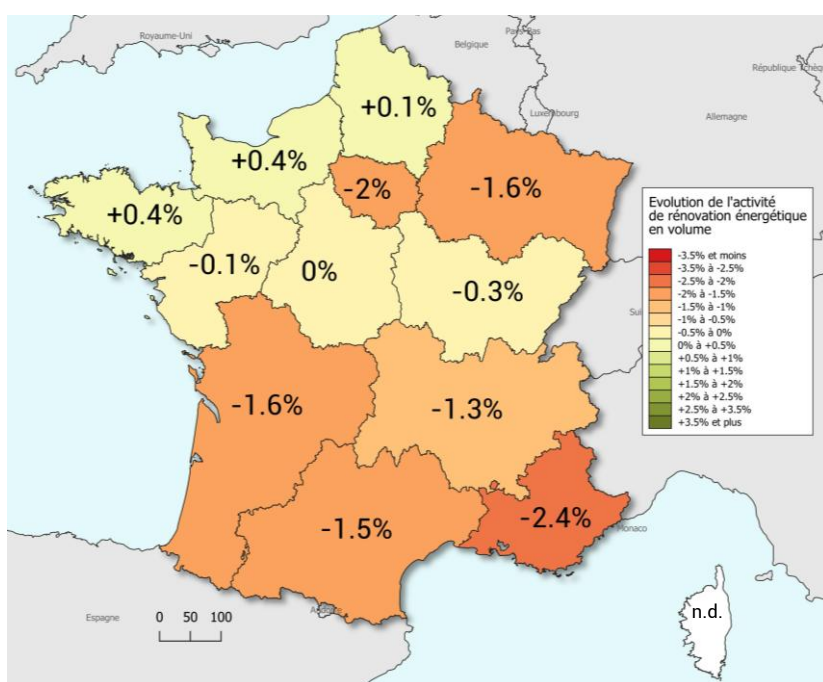 Royaume-Uni
Pays-Bas
Belgique
République Tchèq
Luxembourg
Allemagne
+0.1%
+0.4%
-2%
-1.6%
+0.4%
-0.1%
0%
-0.3%
Sui
-1.6%
-1.3%
-1.5%
-2.4%
Monaco
n.d.
Espagne
Andorre
0 50 100
Evolution de l'activité
de rénovation énergétique
en volume
-3.5% et moins
-3.5% à -2.5%
-2.5% à -2%
-2% à -1.5%
-1.5% à -1%
-1% à -0.5%
-0.5% à 0%
0% à +0.5%
+0.5% à +1%
+1% à +1.5%
+1.5% à +2%
+2% à +2.5%
+2.5% à +3.5%
+3.5% et plus